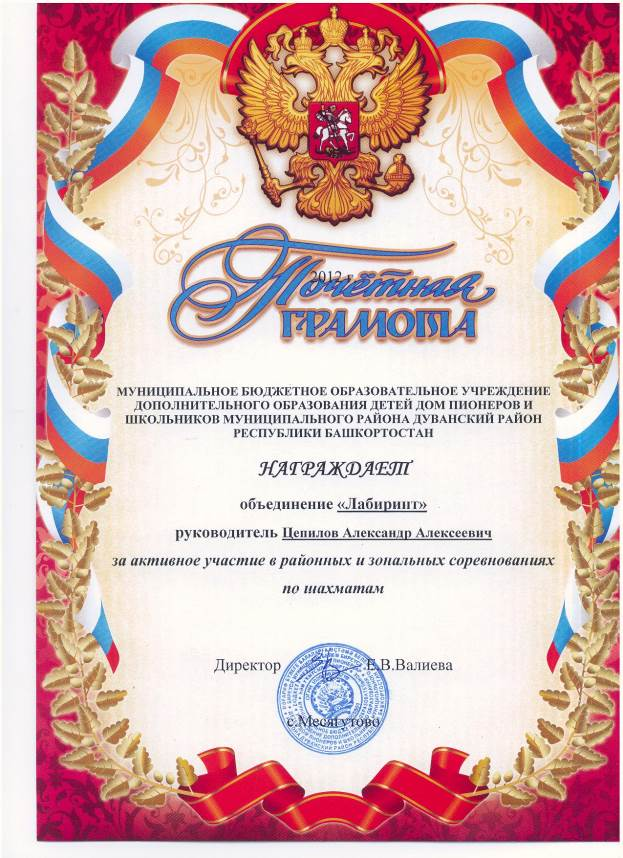 Почётная
2012 г.
ГРАМОТА
МУНИЦИПАЛЬНОЕ БЮДЖЕТНОЕ ОБРАЗОВАТЕЛЬНОЕ УЧРЕЖДЕНИЕ
ДОПОЛНИТЕЛЬНОГО ОБРАЗОВАНИЯ ДЕТЕЙ ДОМ ПИОНЕРОВ И
ШКОЛЬНИКОВ МУНИЦИПАЛЬНОГО РАЙОНА ДУВАНСКИЙ РАЙОН
РЕСПУБЛИКИ БАШКОРТОСТАН
НАГРАЖДАЕТ
объединение «Лабиринт»
руководитель Цепилов Александр Алексеевич
за активное участие в районных и зональных соревнованиях
по шахматам
Директор Е.В.Валиева
с.Месягутово